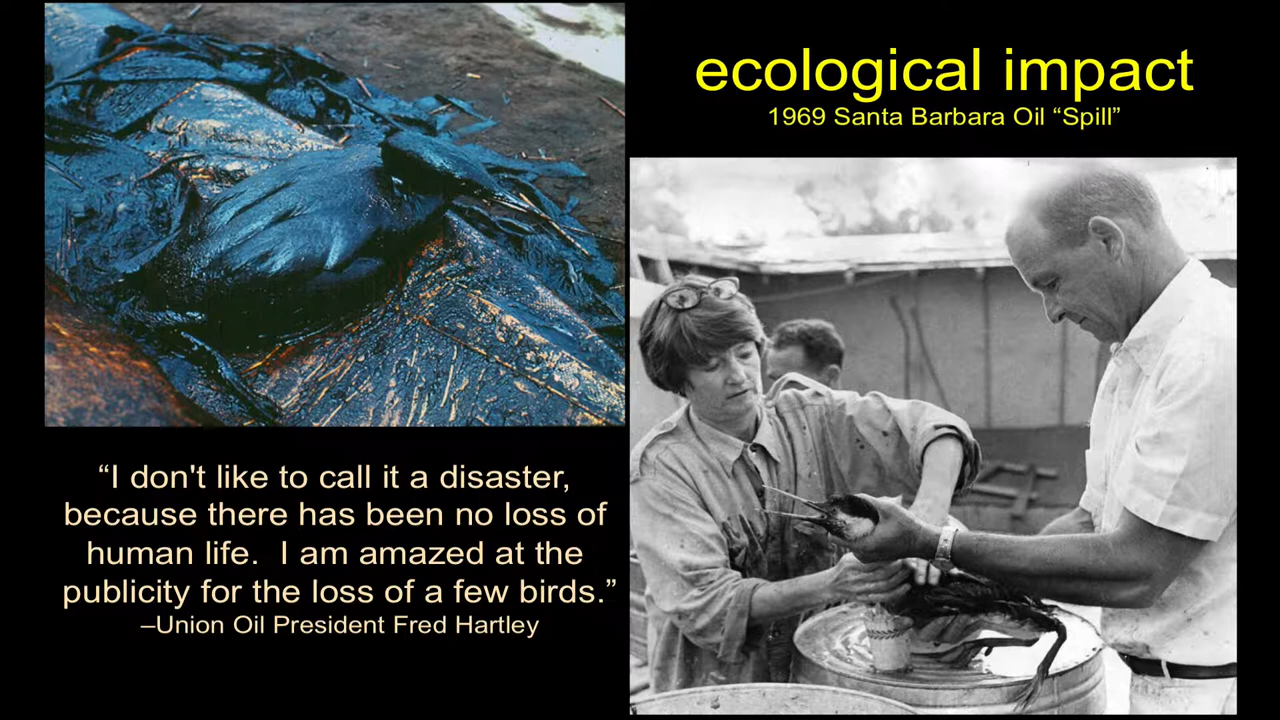 ecological impact
1969 Santa Barbara Oil “Spill”
“I don't like to call it a disaster,
because there has been no loss of
human life.  I am amazed at the
publicity for the loss of a few birds.”
–Union Oil President Fred Hartley